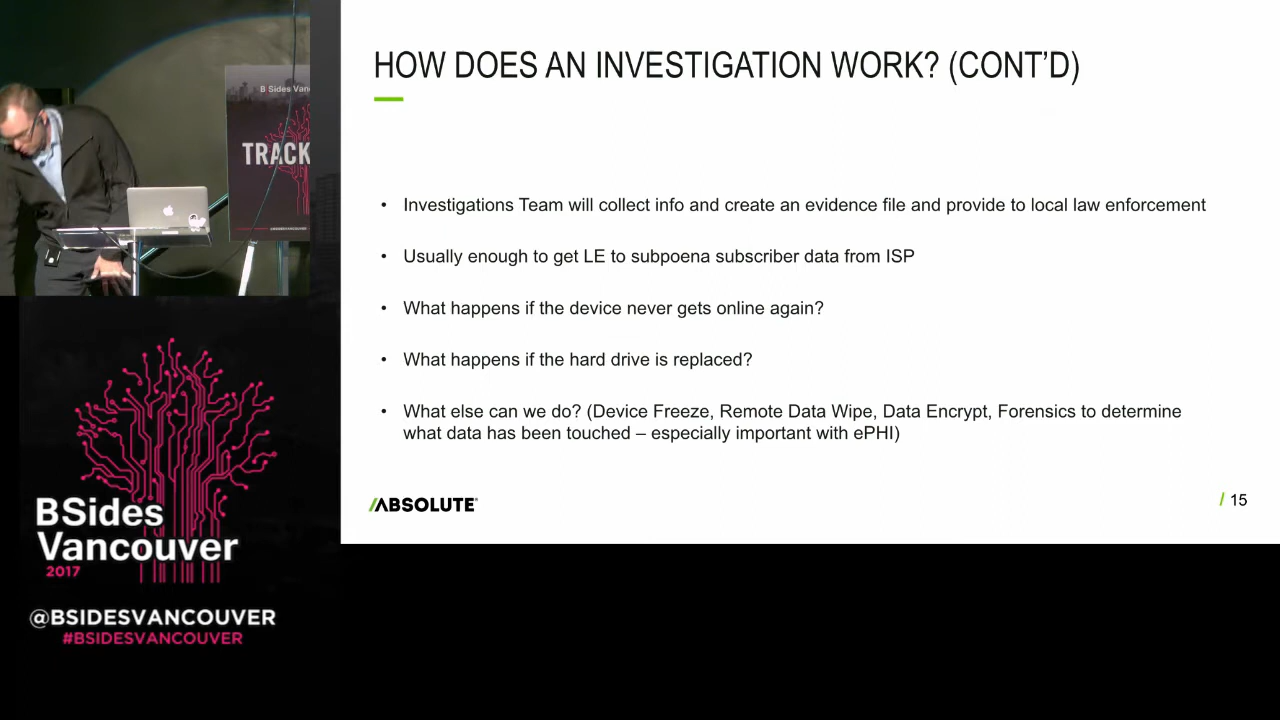 B Sides Van
TRACK
HOW DOES AN INVESTIGATION WORK? (CONT'D)
• Investigations Team will collect info and create an evidence file and provide to local law enforcement
• Usually enough to get LE to subpoena subscriber data from ISP
• What happens if the device never gets online again?
• What happens if the hard drive is replaced?
• What else can we do? (Device Freeze, Remote Data Wipe, Data Encrypt, Forensics to determine
what data has been touched – especially important with ePHI)
/ABSOLUTE®
/ 15
BSides
Vancouver
2017
@BSIDESVANCOUVER
#BSIDESVANCOUVER